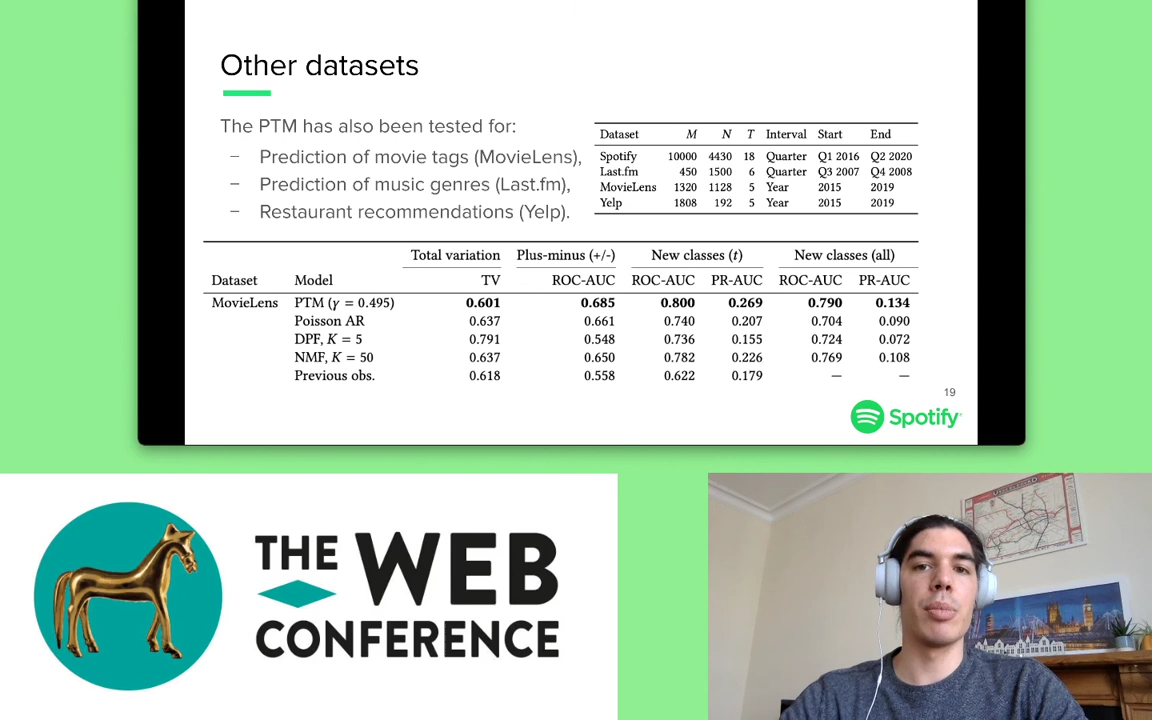 Other datasets
The PTM has also been tested for:
– Prediction of movie tags (MovieLens),
– Prediction of music genres (Last.fm),
– Restaurant recommendations (Yelp).
Dataset M N T Interval Start End
Spotify 10000 4430 18 Quarter Q1 2016 Q2 2020
Last.fm 450 1500 6 Quarter Q3 2007 Q4 2008
MovieLens 1320 1128 5 Year 2015 2019
Yelp 1808 192 5 Year 2015 2019
Total variation Plus-minus (+/-) New classes (t) New classes (all)
Dataset Model TV ROC-AUC ROC-AUC PR-AUC ROC-AUC PR-AUC
MovieLens PTM (γ = 0.495) 0.601 0.685 0.800 0.269 0.790 0.134
Poisson AR 0.637 0.661 0.740 0.207 0.704 0.090
DPF, K = 5 0.791 0.548 0.736 0.155 0.724 0.072
NMF, K = 50 0.637 0.650 0.782 0.226 0.769 0.108
Previous obs. 0.618 0.558 0.622 0.179 — —
19
Spotify
THE WEB
CONFERENCE